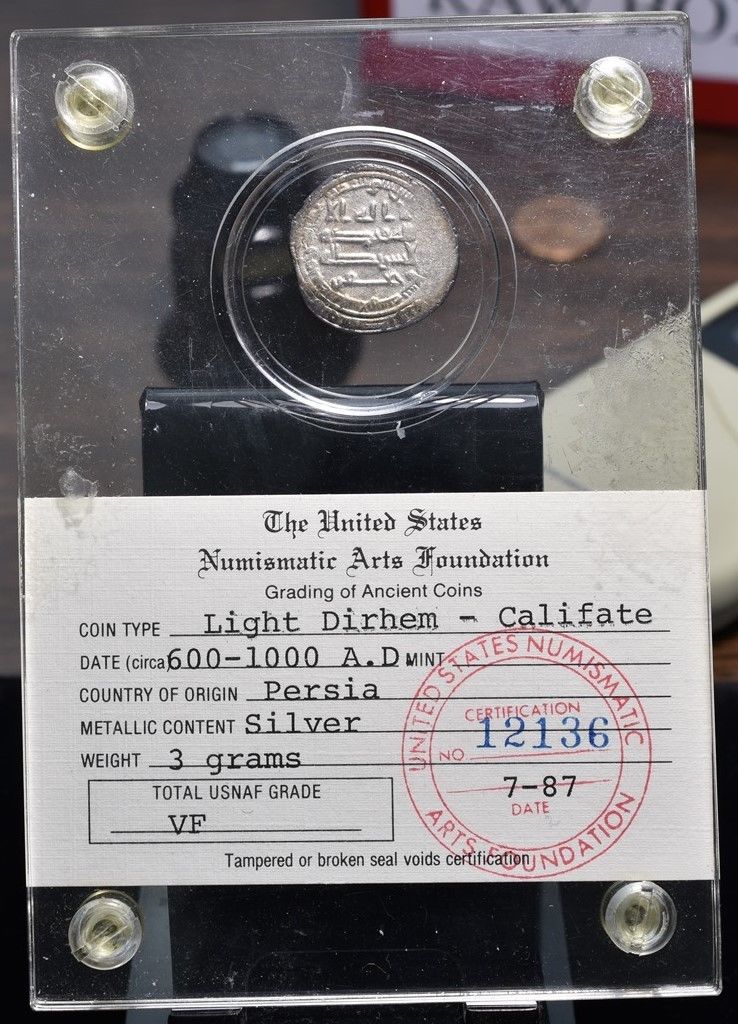 The United States
Numismatic Arts Foundation
Grading of Ancient Coins
COIN TYPE Light Dirhem - Califate
DATE (circa) 600-1000 A.D. MINT
COUNTRY OF ORIGIN Persia
METALLIC CONTENT Silver
WEIGHT 3 grams
TOTAL USNAF GRADE
VF
UNITED STATES NUMISMATIC
ARTS FOUNDATION
CERTIFICATION
NO 12136
7-87
DATE
Tampered or broken seal voids certification